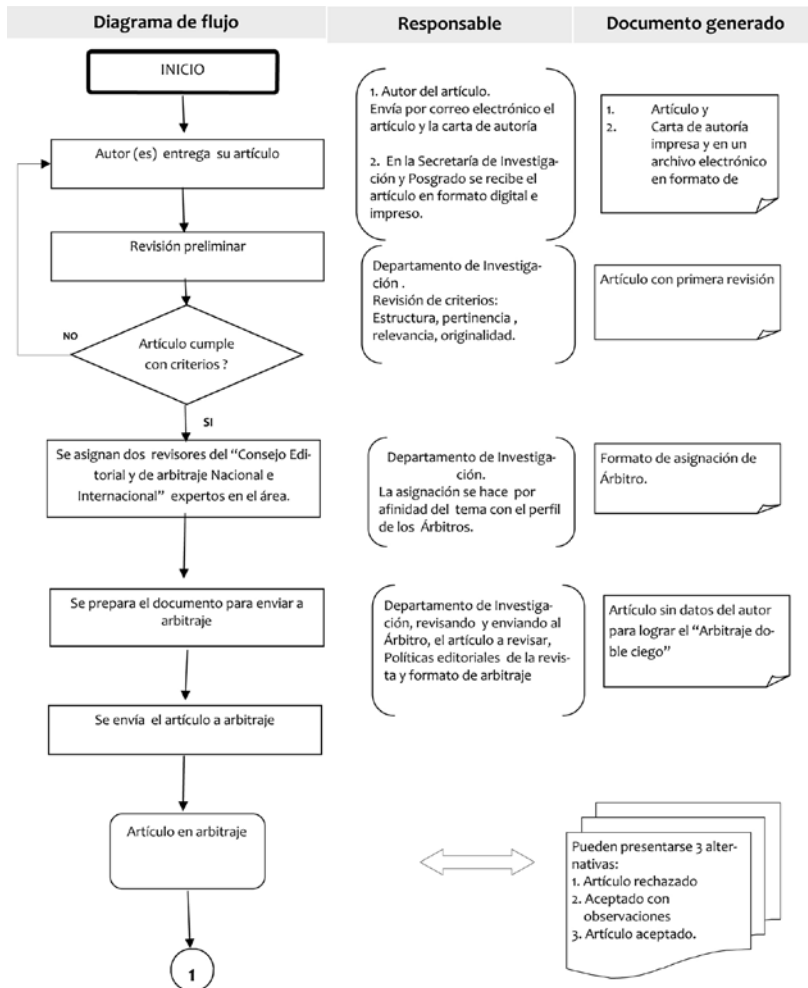 Diagrama de flujo
Responsable
Documento generado
INICIO
1. Autor del artículo.
Envía por correo electrónico el
artículo y la carta de autoría
2. En la Secretaría de Investiga-
ción y Posgrado se recibe el
artículo en formato digital e
impreso.
1. Artículo y
2. Carta de autoría
impresa y en un
archivo electrónico
en formato de
Autor (es) entrega su artículo
Revisión preliminar
Departamento de Investiga-
ción .
Revisión de criterios:
Estructura, pertinencia ,
relevancia, originalidad.
Artículo con primera revisión
NO
Artículo cumple
con criterios ?
SI
Se asignan dos revisores del “Consejo Edi-
torial y de arbitraje Nacional e
Internacional” expertos en el área.
Departamento de Investiga-
ción.
La asignación se hace por
afinidad del tema con el perfil
de los Árbitros.
Formato de asignación de
Árbitro.
Se prepara el documento para enviar a
arbitraje
Departamento de Investiga-
ción, revisando y enviando al
Árbitro, el artículo a revisar,
Políticas editoriales de la revis-
ta y formato de arbitraje
Artículo sin datos del autor
para lograr el “Arbitraje do-
ble ciego”
Se envía el artículo a arbitraje
Artículo en arbitraje
Pueden presentarse 3 alter-
nativas:
1. Artículo rechazado
2. Aceptado con
observaciones
3. Artículo aceptado.
1